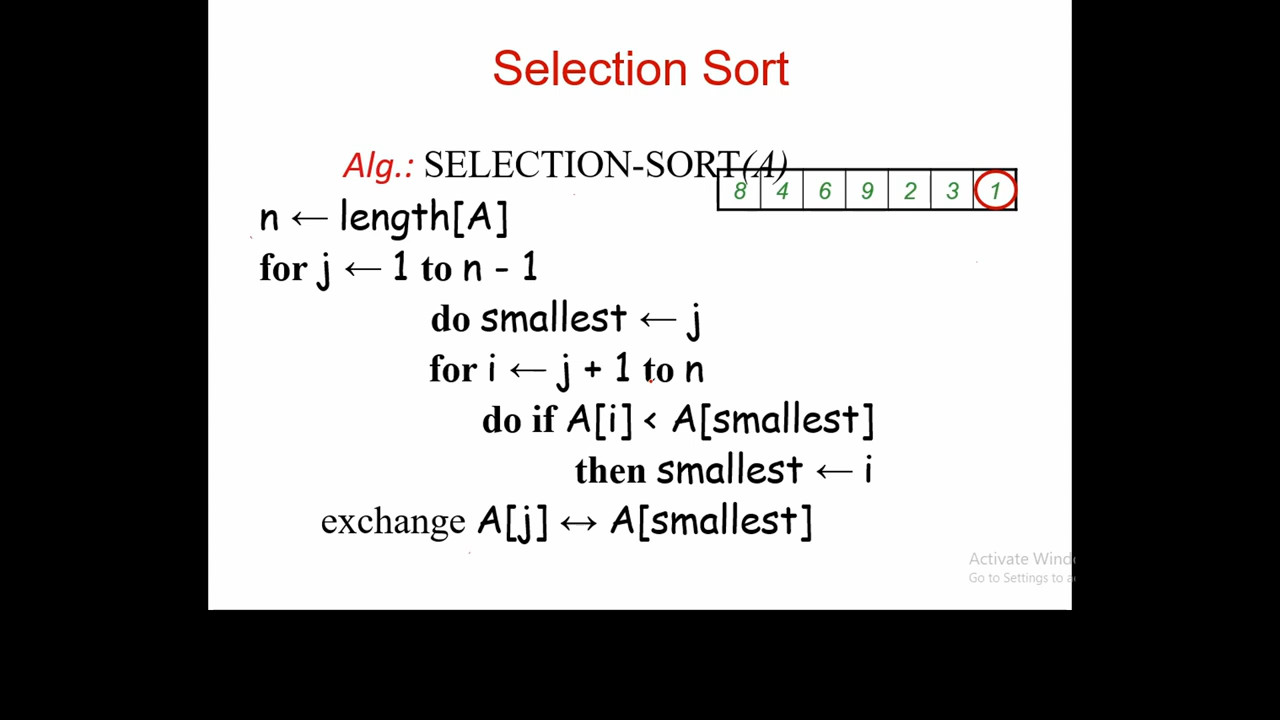 Selection Sort
Alg.: SELECTION-SORT(A)
8 4 6 9 2 3 1
n ← length[A]
for j ← 1 to n - 1
do smallest ← j
for i ← j + 1 to n
do if A[i] < A[smallest]
then smallest ← i
exchange A[j] ↔ A[smallest]
Activate Wind
Go to Settings to a